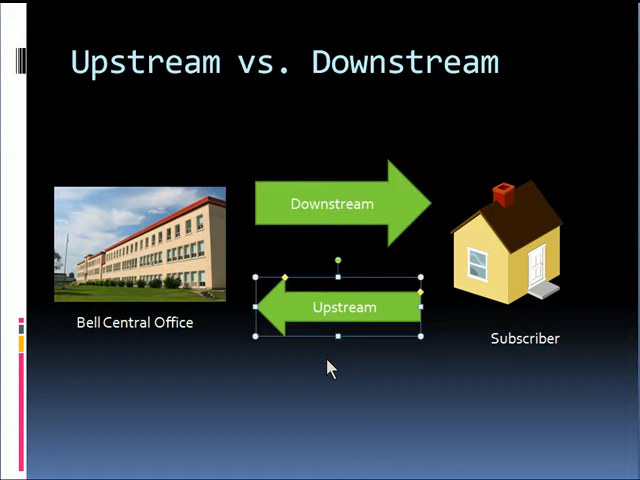 Upstream vs. Downstream
Downstream
Upstream
Bell Central Office
Subscriber